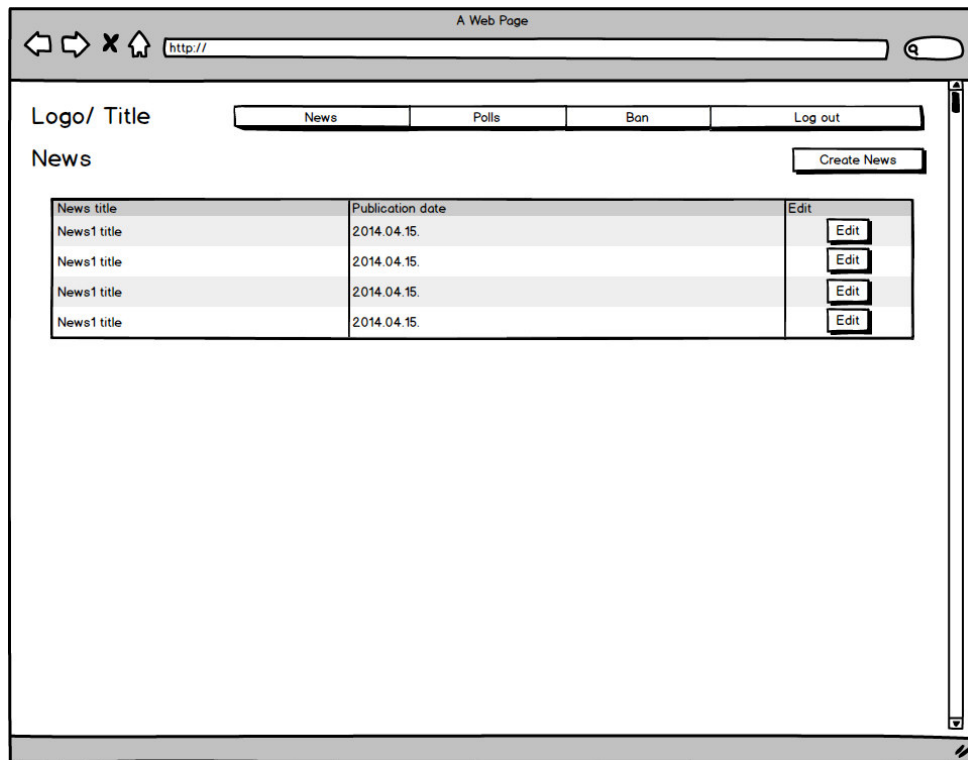 A Web Page
http://
Logo/ Title
News Polls Ban Log out
News
Create News
News title Publication date Edit
News1 title 2014.04.15. Edit
News1 title 2014.04.15. Edit
News1 title 2014.04.15. Edit
News1 title 2014.04.15. Edit